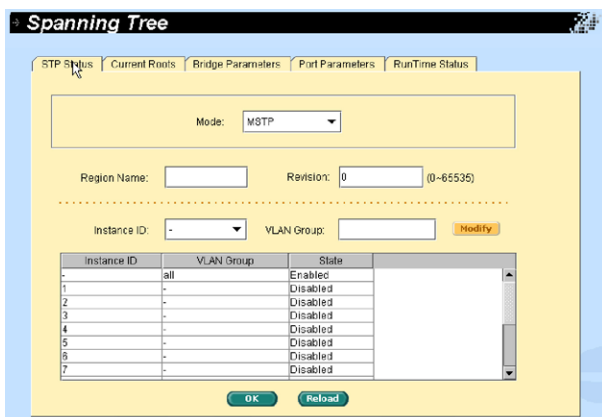 Spanning Tree
STP Status Current Roots Bridge Parameters Port Parameters RunTime Status
Mode: MSTP
Region Name: Revision: 0 (0~65535)
Instance ID: - VLAN Group: Modify
Instance ID VLAN Group State
- all Enabled
1 - Disabled
2 - Disabled
3 - Disabled
4 - Disabled
5 - Disabled
6 - Disabled
7 - Disabled
OK Reload